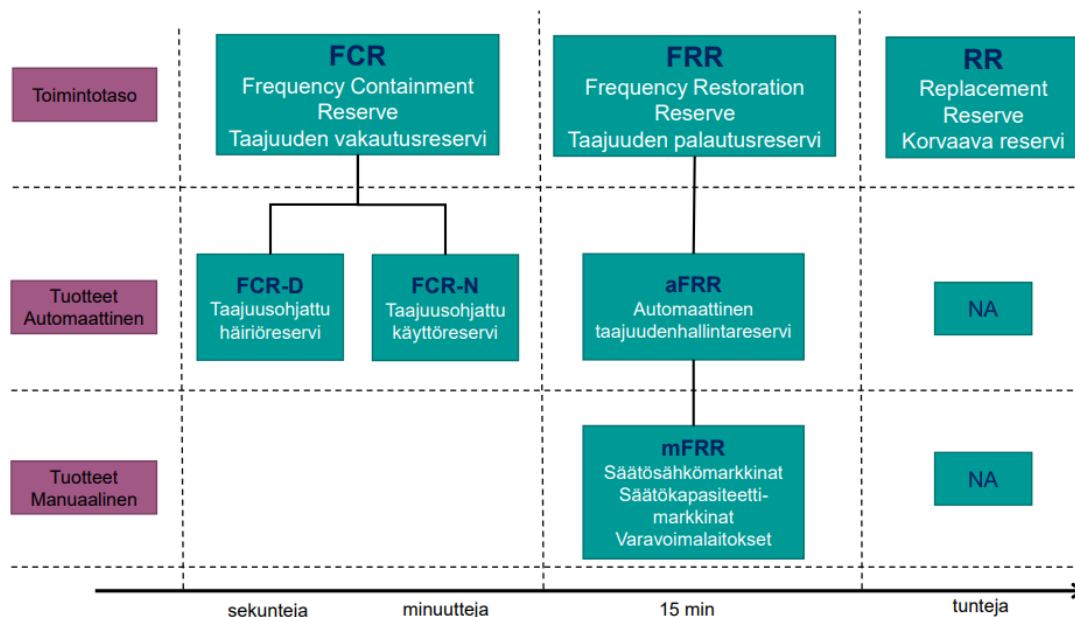 Toimintotaso
FCR
Frequency Containment
Reserve
Taajuuden vakautusreservi
FRR
Frequency Restoration
Reserve
Taajuuden palautusreservi
RR
Replacement
Reserve
Korvaava reservi
Tuotteet
Automaattinen
FCR-D
Taajuusohjattu
häiriöreservi
FCR-N
Taajuusohjattu
käyttöreservi
aFRR
Automaattinen
taajuudenhallintareservi
NA
Tuotteet
Manuaalinen
mFRR
Säätösähkömarkkinat
Säätökapasiteetti-
markkinat
Varavoimalaitokset
NA
sekunteja
minuutteja
15 min
tunteja